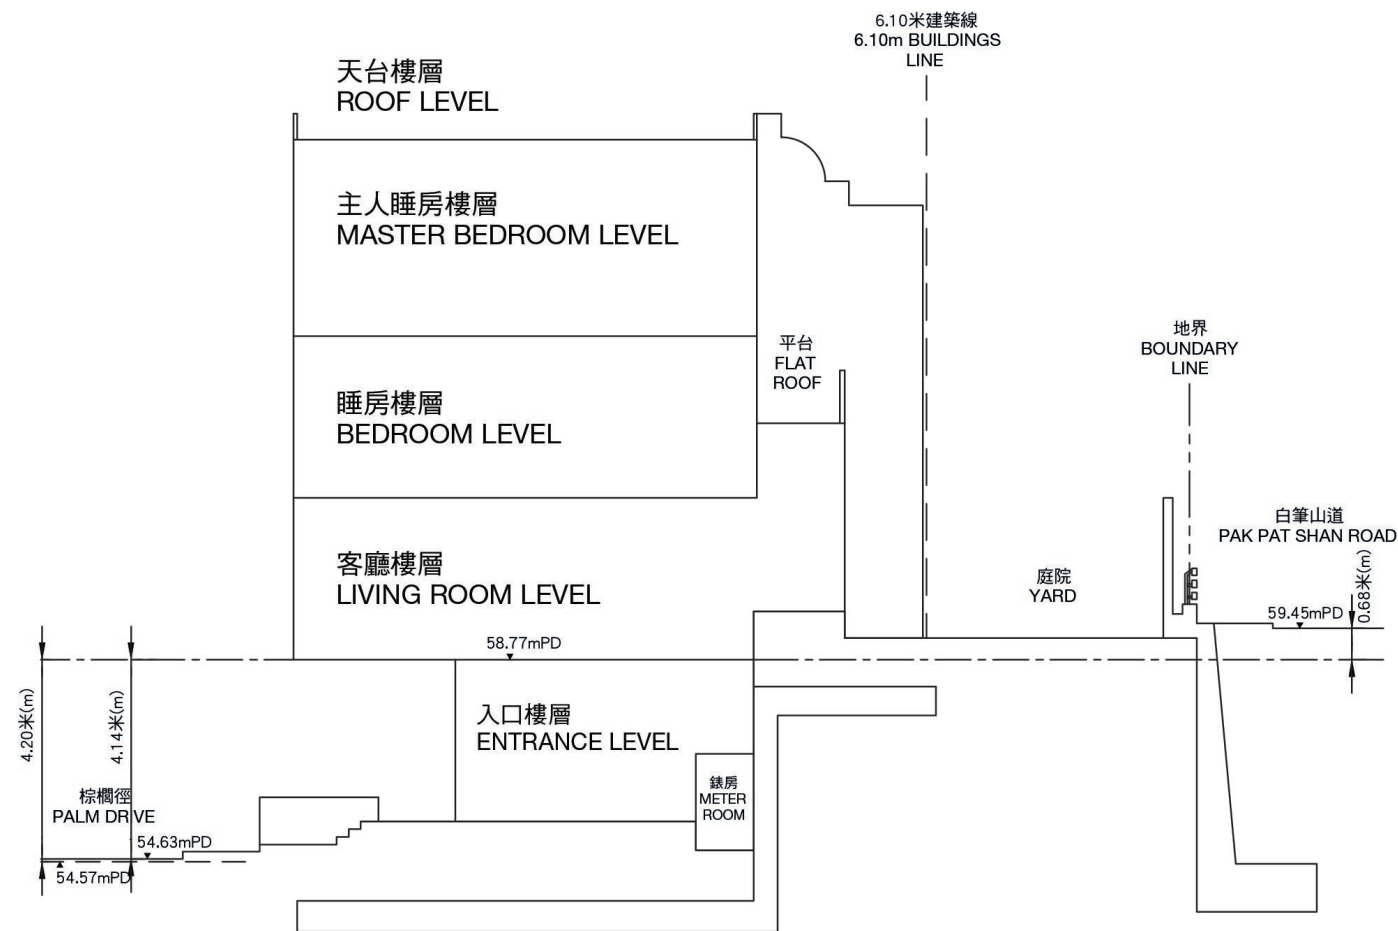 6.10米建築線
6.10m BUILDINGS
LINE
天台樓層
ROOF LEVEL
主人睡房樓層
MASTER BEDROOM LEVEL
平台
FLAT
ROOF
地界
BOUNDARY
LINE
睡房樓層
BEDROOM LEVEL
白筆山道
PAK PAT SHAN ROAD
客廳樓層
LIVING ROOM LEVEL
庭院
YARD
59.45mPD
0.68米(m)
58.77mPD
4.20米(m)
4.14米(m)
入口樓層
ENTRANCE LEVEL
錶房
METER
ROOM
棕櫚徑
PALM DRIVE
54.63mPD
54.57mPD